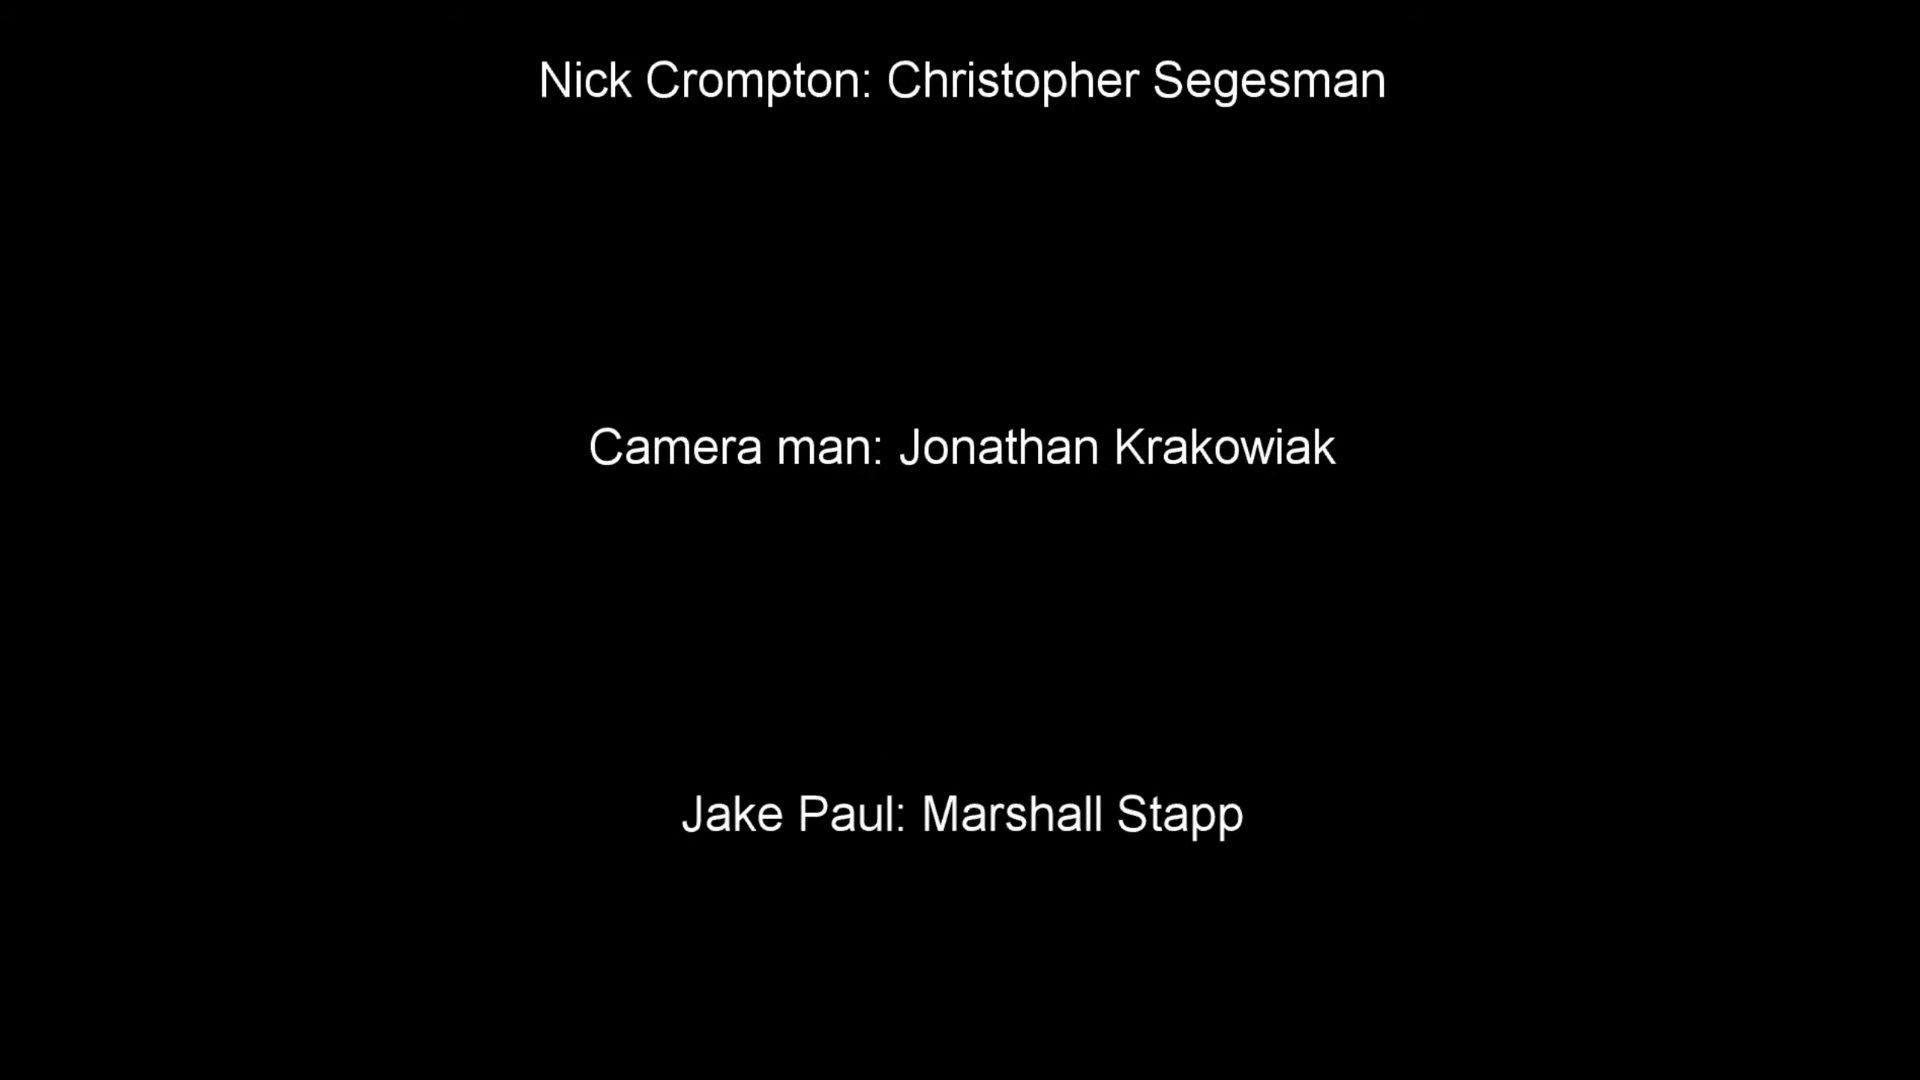 Nick Crompton: Christopher Segesman
Camera man: Jonathan Krakowiak
Jake Paul: Marshall Stapp